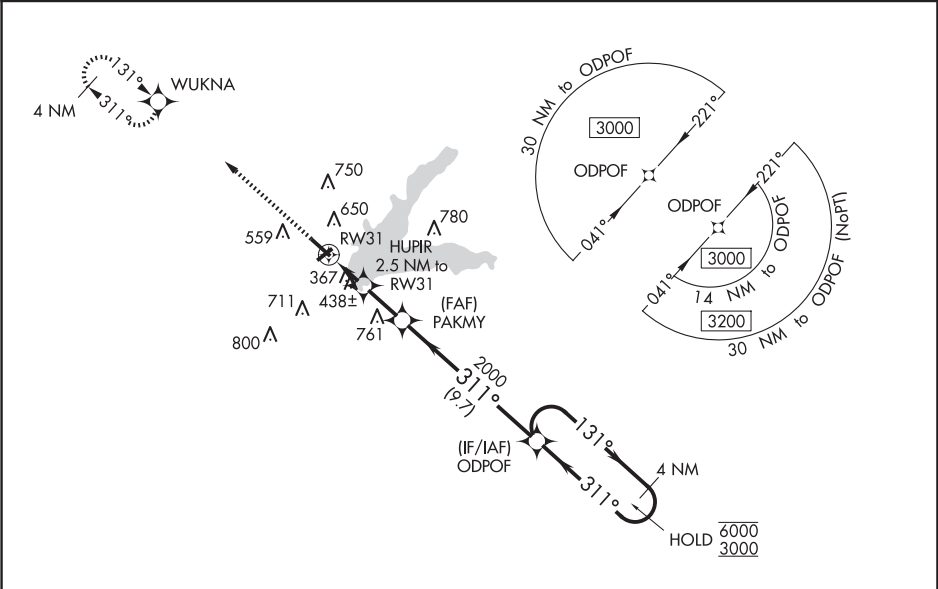 WUKNA
131°
311°
4 NM
30 NM to ODPOF
3000
221°
ODPOF
041°
221°
ODPOF
3000
041°
14 NM to ODPOF
3200
30 NM to ODPOF (NoPT)
750
650
559
780
RW31
HUPIR
2.5 NM to
RW31
367
438±
711
800
761
(FAF)
PAKMY
2000
311°
(9.7)
(IF/IAF)
ODPOF
131°
311°
4 NM
HOLD 6000
3000